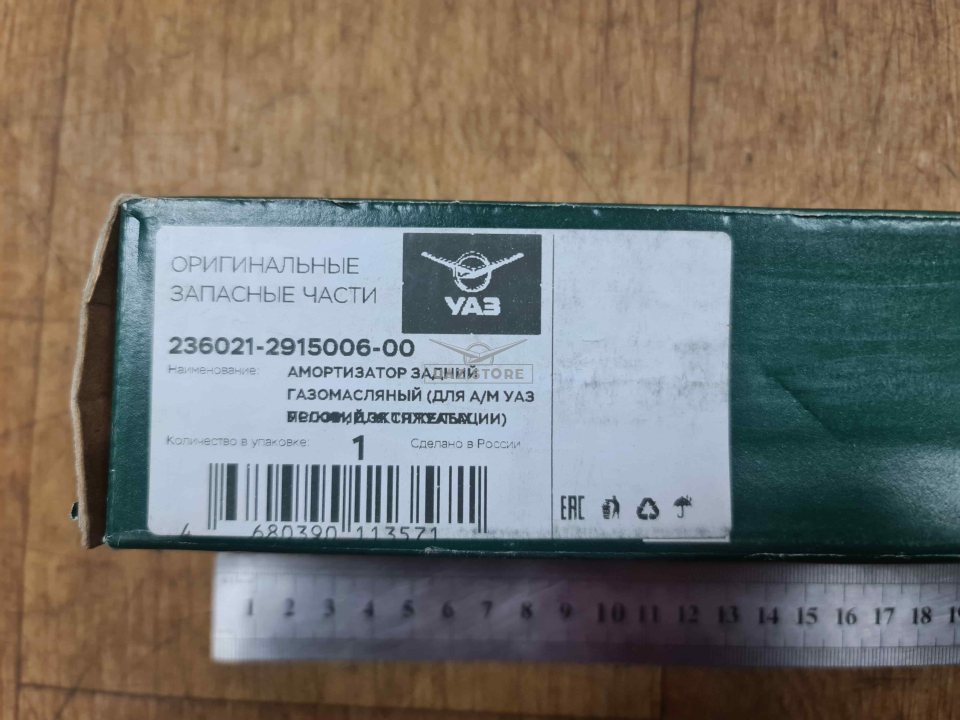 ОРИГИНАЛЬНЫЕ
ЗАПАСНЫЕ ЧАСТИ
УАЗ
236021-2915006-00
Наименование:
АМОРТИЗАТОР ЗАДНИЙ
ГАЗОМАСЛЯНЫЙ (ДЛЯ А/М УАЗ
Количество в упаковке:
1
Сделано в России
4 680390 113571
EAC
1 2 3 4 5 6 7 8 9 10 11 12 13 14 15 16 17 18